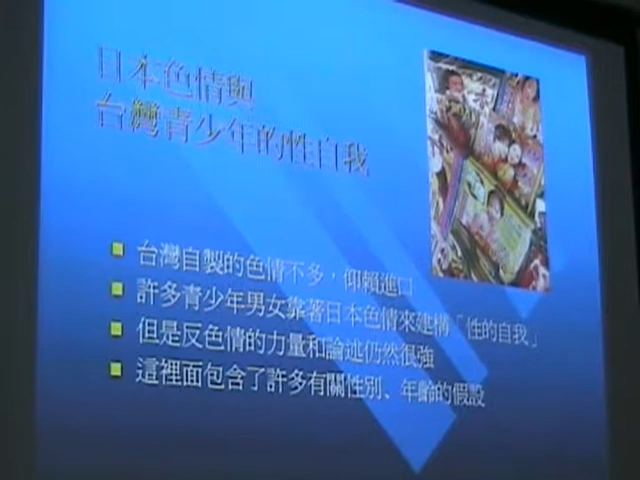 日本色情與
台灣青少年的性自我
台灣自製的色情不多，仰賴進口
許多青少年男女靠著日本色情來建構「性的自我」
但是反色情的力量和論述仍然很強
這裡面包含了許多有關性別、年齡的假設